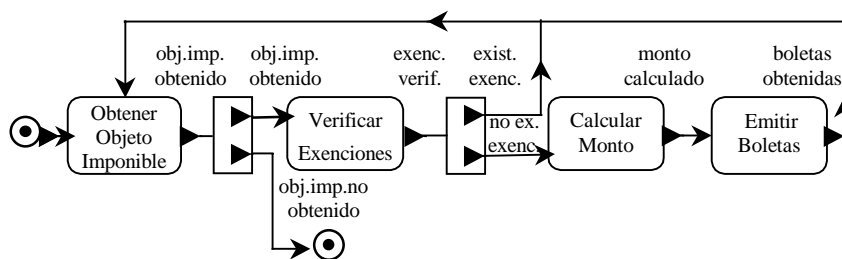 obj.imp.
obtenido
obj.imp.
obtenido
exenc.
verif.
exist.
exenc.
monto
calculado
boletas
obtenidas
Obtener
Objeto
Imponible
Verificar
Exenciones
no ex.
exenc.
Calcular
Monto
Emitir
Boletas
obj.imp.no
obtenido